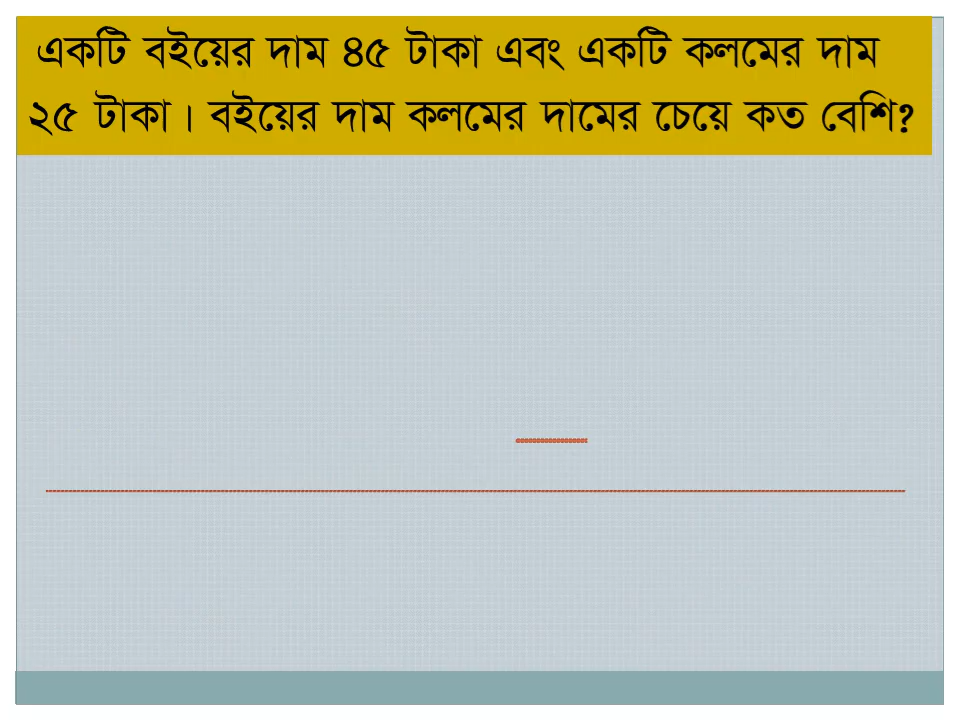 একটি বইয়ের দাম ৪৫ টাকা এবং একটি কলমের দাম
২৫ টাকা। বইয়ের দাম কলমের দামের চেয়ে কত বেশি?